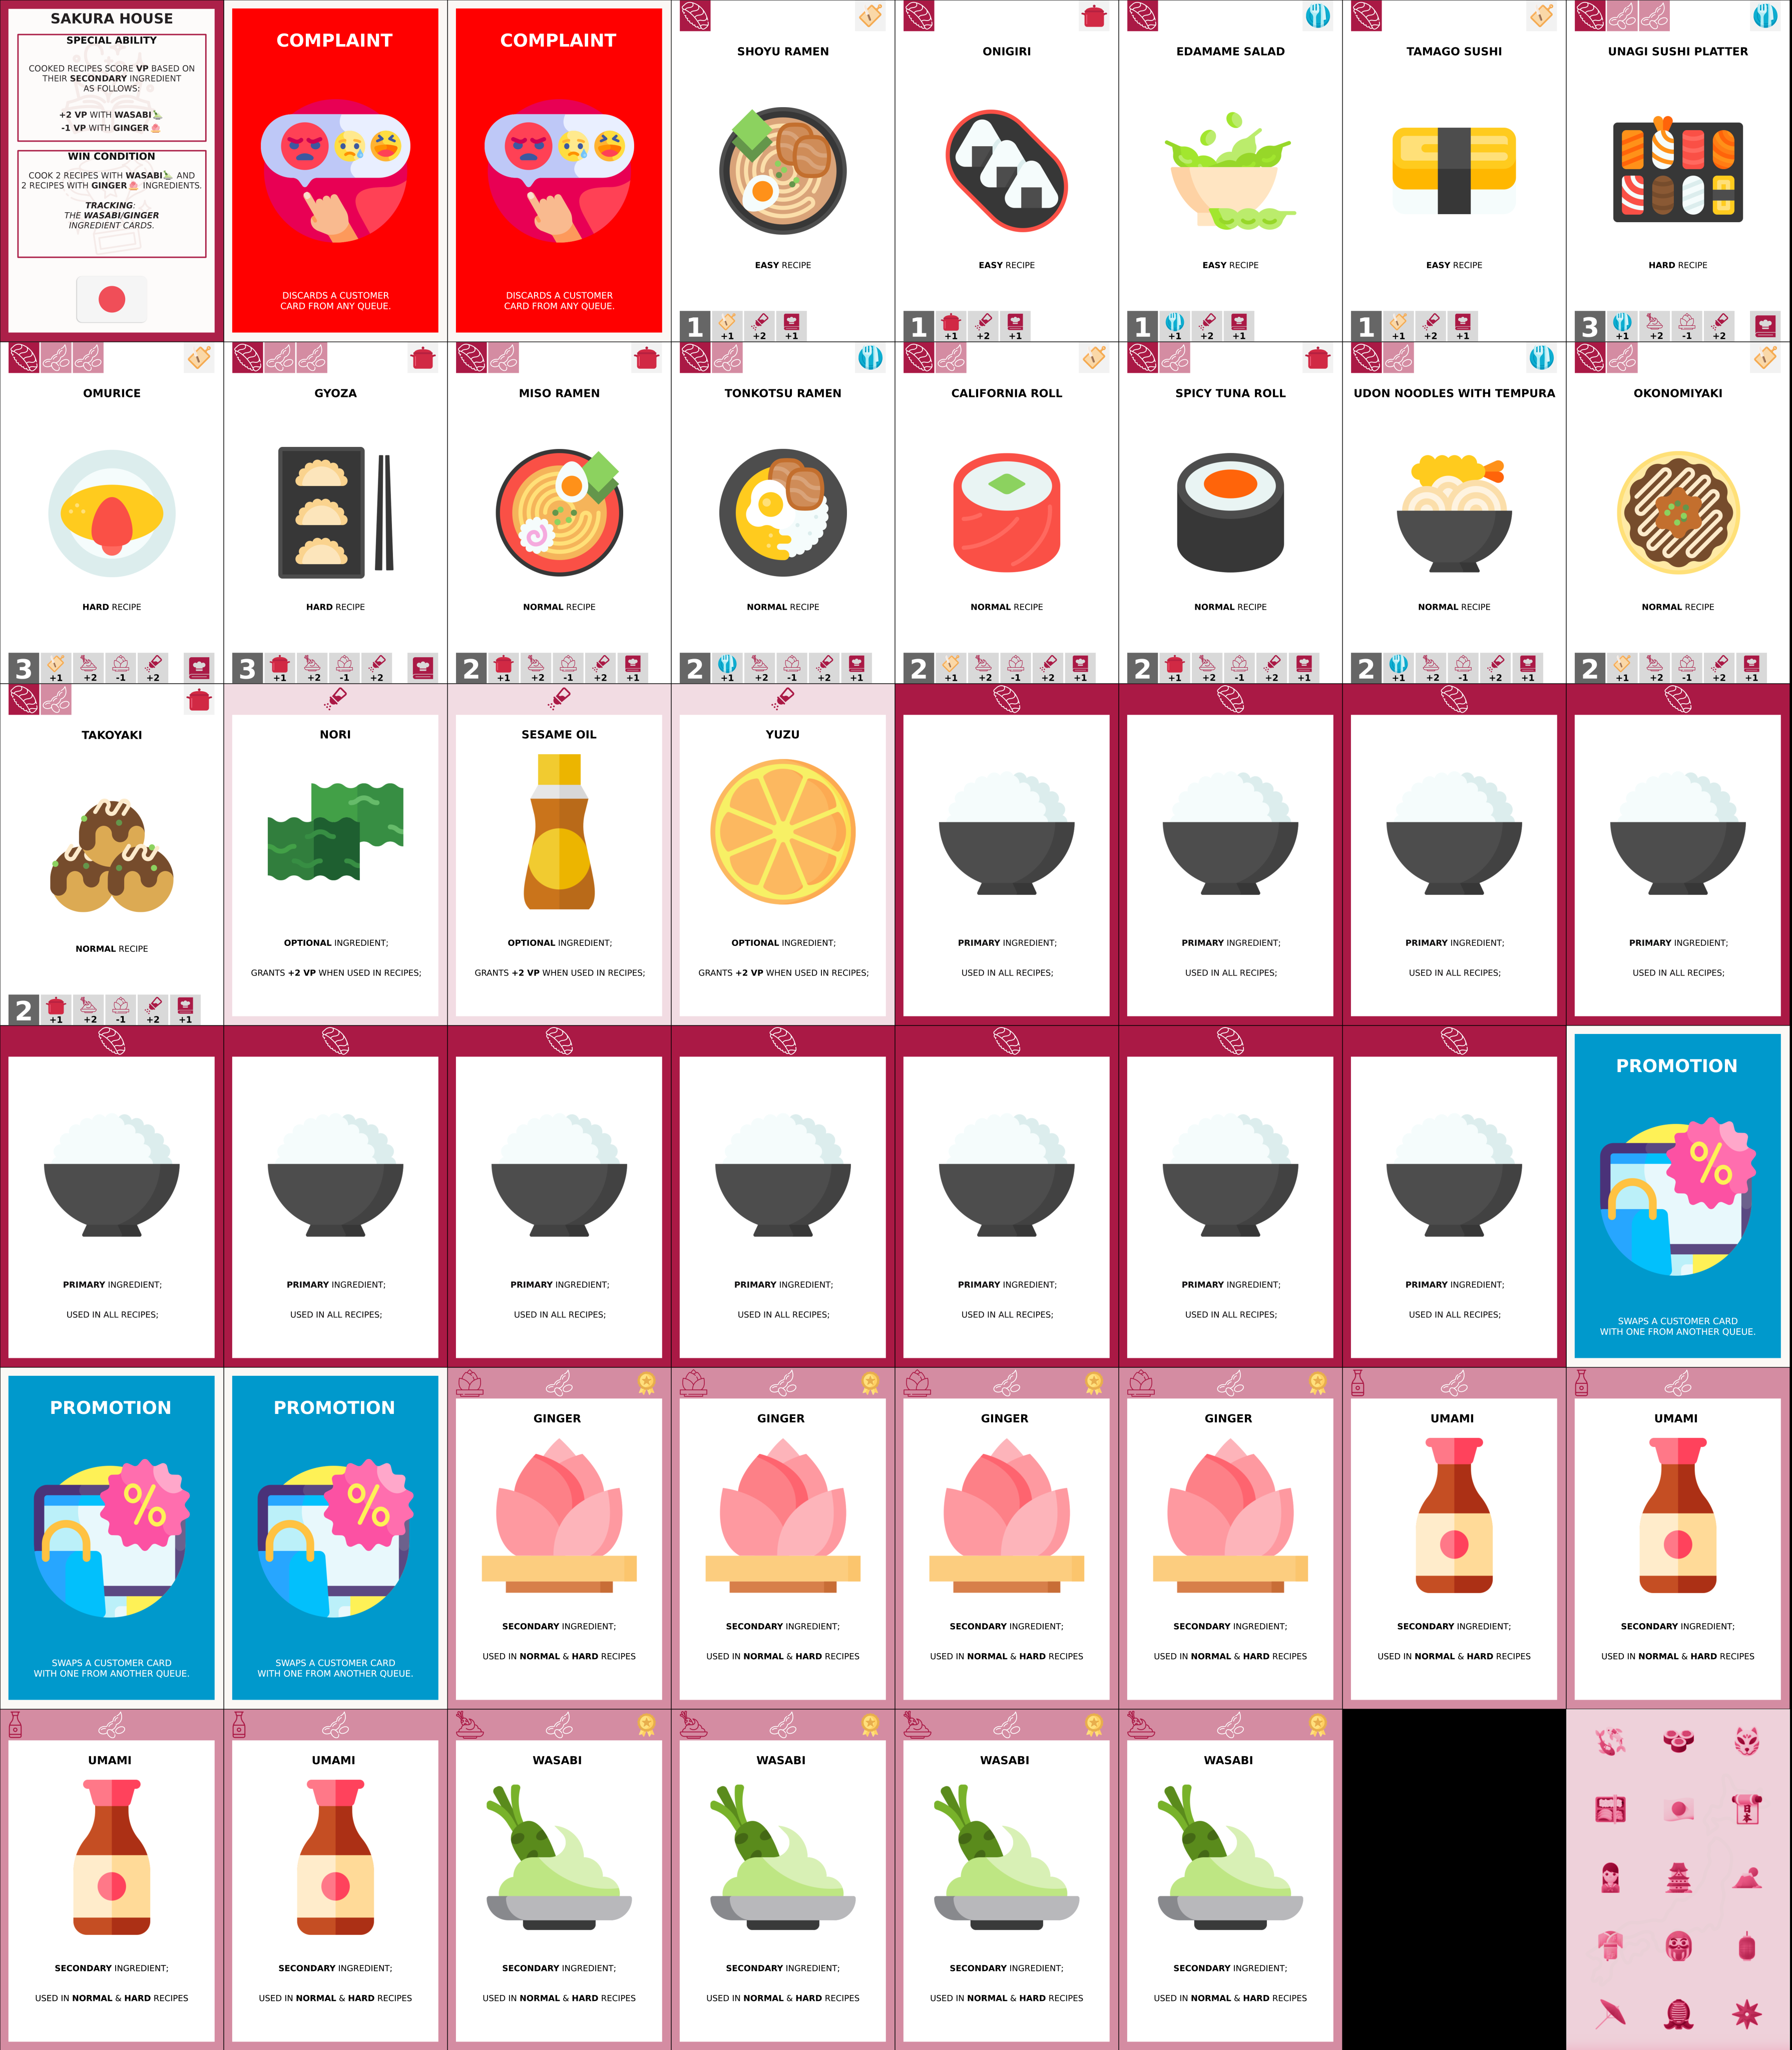 SAKURA HOUSE
SPECIAL ABILITY
COOKED RECIPES SCORE VP BASED ON
THEIR SECONDARY INGREDIENT
AS FOLLOWS:
+2 VP WITH WASABI
-1 VP WITH GINGER
WIN CONDITION
COOK 2 RECIPES WITH WASABI AND
2 RECIPES WITH GINGER INGREDIENTS.
TRACKING:
THE WASABI/GINGER
INGREDIENT CARDS.
COMPLAINT
DISCARDS A CUSTOMER
CARD FROM ANY QUEUE.
COMPLAINT
DISCARDS A CUSTOMER
CARD FROM ANY QUEUE.
SHOYU RAMEN
EASY RECIPE
1 +1 +2 +1
ONIGIRI
EASY RECIPE
1 +1 +2 +1
EDAMAME SALAD
EASY RECIPE
1 +1 +2 +1
TAMAGO SUSHI
EASY RECIPE
1 +1 +2 +1
UNAGI SUSHI PLATTER
HARD RECIPE
3 +1 +2 -1 +2
OMURICE
HARD RECIPE
3 +1 +2 -1 +2
GYOZA
HARD RECIPE
3 +1 +2 -1 +2
MISO RAMEN
NORMAL RECIPE
2 +1 +2 -1 +2 +1
TONKOTSU RAMEN
NORMAL RECIPE
2 +1 +2 -1 +2 +1
CALIFORNIA ROLL
NORMAL RECIPE
2 +1 +2 -1 +2 +1
SPICY TUNA ROLL
NORMAL RECIPE
2 +1 +2 -1 +2 +1
UDON NOODLES WITH TEMPURA
NORMAL RECIPE
2 +1 +2 -1 +2 +1
OKONOMIYAKI
NORMAL RECIPE
2 +1 +2 -1 +2 +1
TAKOYAKI
NORMAL RECIPE
2 +1 +2 -1 +2 +1
NORI
OPTIONAL INGREDIENT;
GRANTS +2 VP WHEN USED IN RECIPES;
SESAME OIL
OPTIONAL INGREDIENT;
GRANTS +2 VP WHEN USED IN RECIPES;
YUZU
OPTIONAL INGREDIENT;
GRANTS +2 VP WHEN USED IN RECIPES;
PRIMARY INGREDIENT;
USED IN ALL RECIPES;
PRIMARY INGREDIENT;
USED IN ALL RECIPES;
PRIMARY INGREDIENT;
USED IN ALL RECIPES;
PRIMARY INGREDIENT;
USED IN ALL RECIPES;
PRIMARY INGREDIENT;
USED IN ALL RECIPES;
PRIMARY INGREDIENT;
USED IN ALL RECIPES;
PRIMARY INGREDIENT;
USED IN ALL RECIPES;
PRIMARY INGREDIENT;
USED IN ALL RECIPES;
PRIMARY INGREDIENT;
USED IN ALL RECIPES;
PRIMARY INGREDIENT;
USED IN ALL RECIPES;
PRIMARY INGREDIENT;
USED IN ALL RECIPES;
PROMOTION
%
SWAPS A CUSTOMER CARD
WITH ONE FROM ANOTHER QUEUE.
PROMOTION
%
SWAPS A CUSTOMER CARD
WITH ONE FROM ANOTHER QUEUE.
PROMOTION
%
SWAPS A CUSTOMER CARD
WITH ONE FROM ANOTHER QUEUE.
GINGER
SECONDARY INGREDIENT;
USED IN NORMAL & HARD RECIPES
GINGER
SECONDARY INGREDIENT;
USED IN NORMAL & HARD RECIPES
GINGER
SECONDARY INGREDIENT;
USED IN NORMAL & HARD RECIPES
GINGER
SECONDARY INGREDIENT;
USED IN NORMAL & HARD RECIPES
UMAMI
SECONDARY INGREDIENT;
USED IN NORMAL & HARD RECIPES
UMAMI
SECONDARY INGREDIENT;
USED IN NORMAL & HARD RECIPES
UMAMI
SECONDARY INGREDIENT;
USED IN NORMAL & HARD RECIPES
UMAMI
SECONDARY INGREDIENT;
USED IN NORMAL & HARD RECIPES
WASABI
SECONDARY INGREDIENT;
USED IN NORMAL & HARD RECIPES
WASABI
SECONDARY INGREDIENT;
USED IN NORMAL & HARD RECIPES
WASABI
SECONDARY INGREDIENT;
USED IN NORMAL & HARD RECIPES
WASABI
SECONDARY INGREDIENT;
USED IN NORMAL & HARD RECIPES
日本